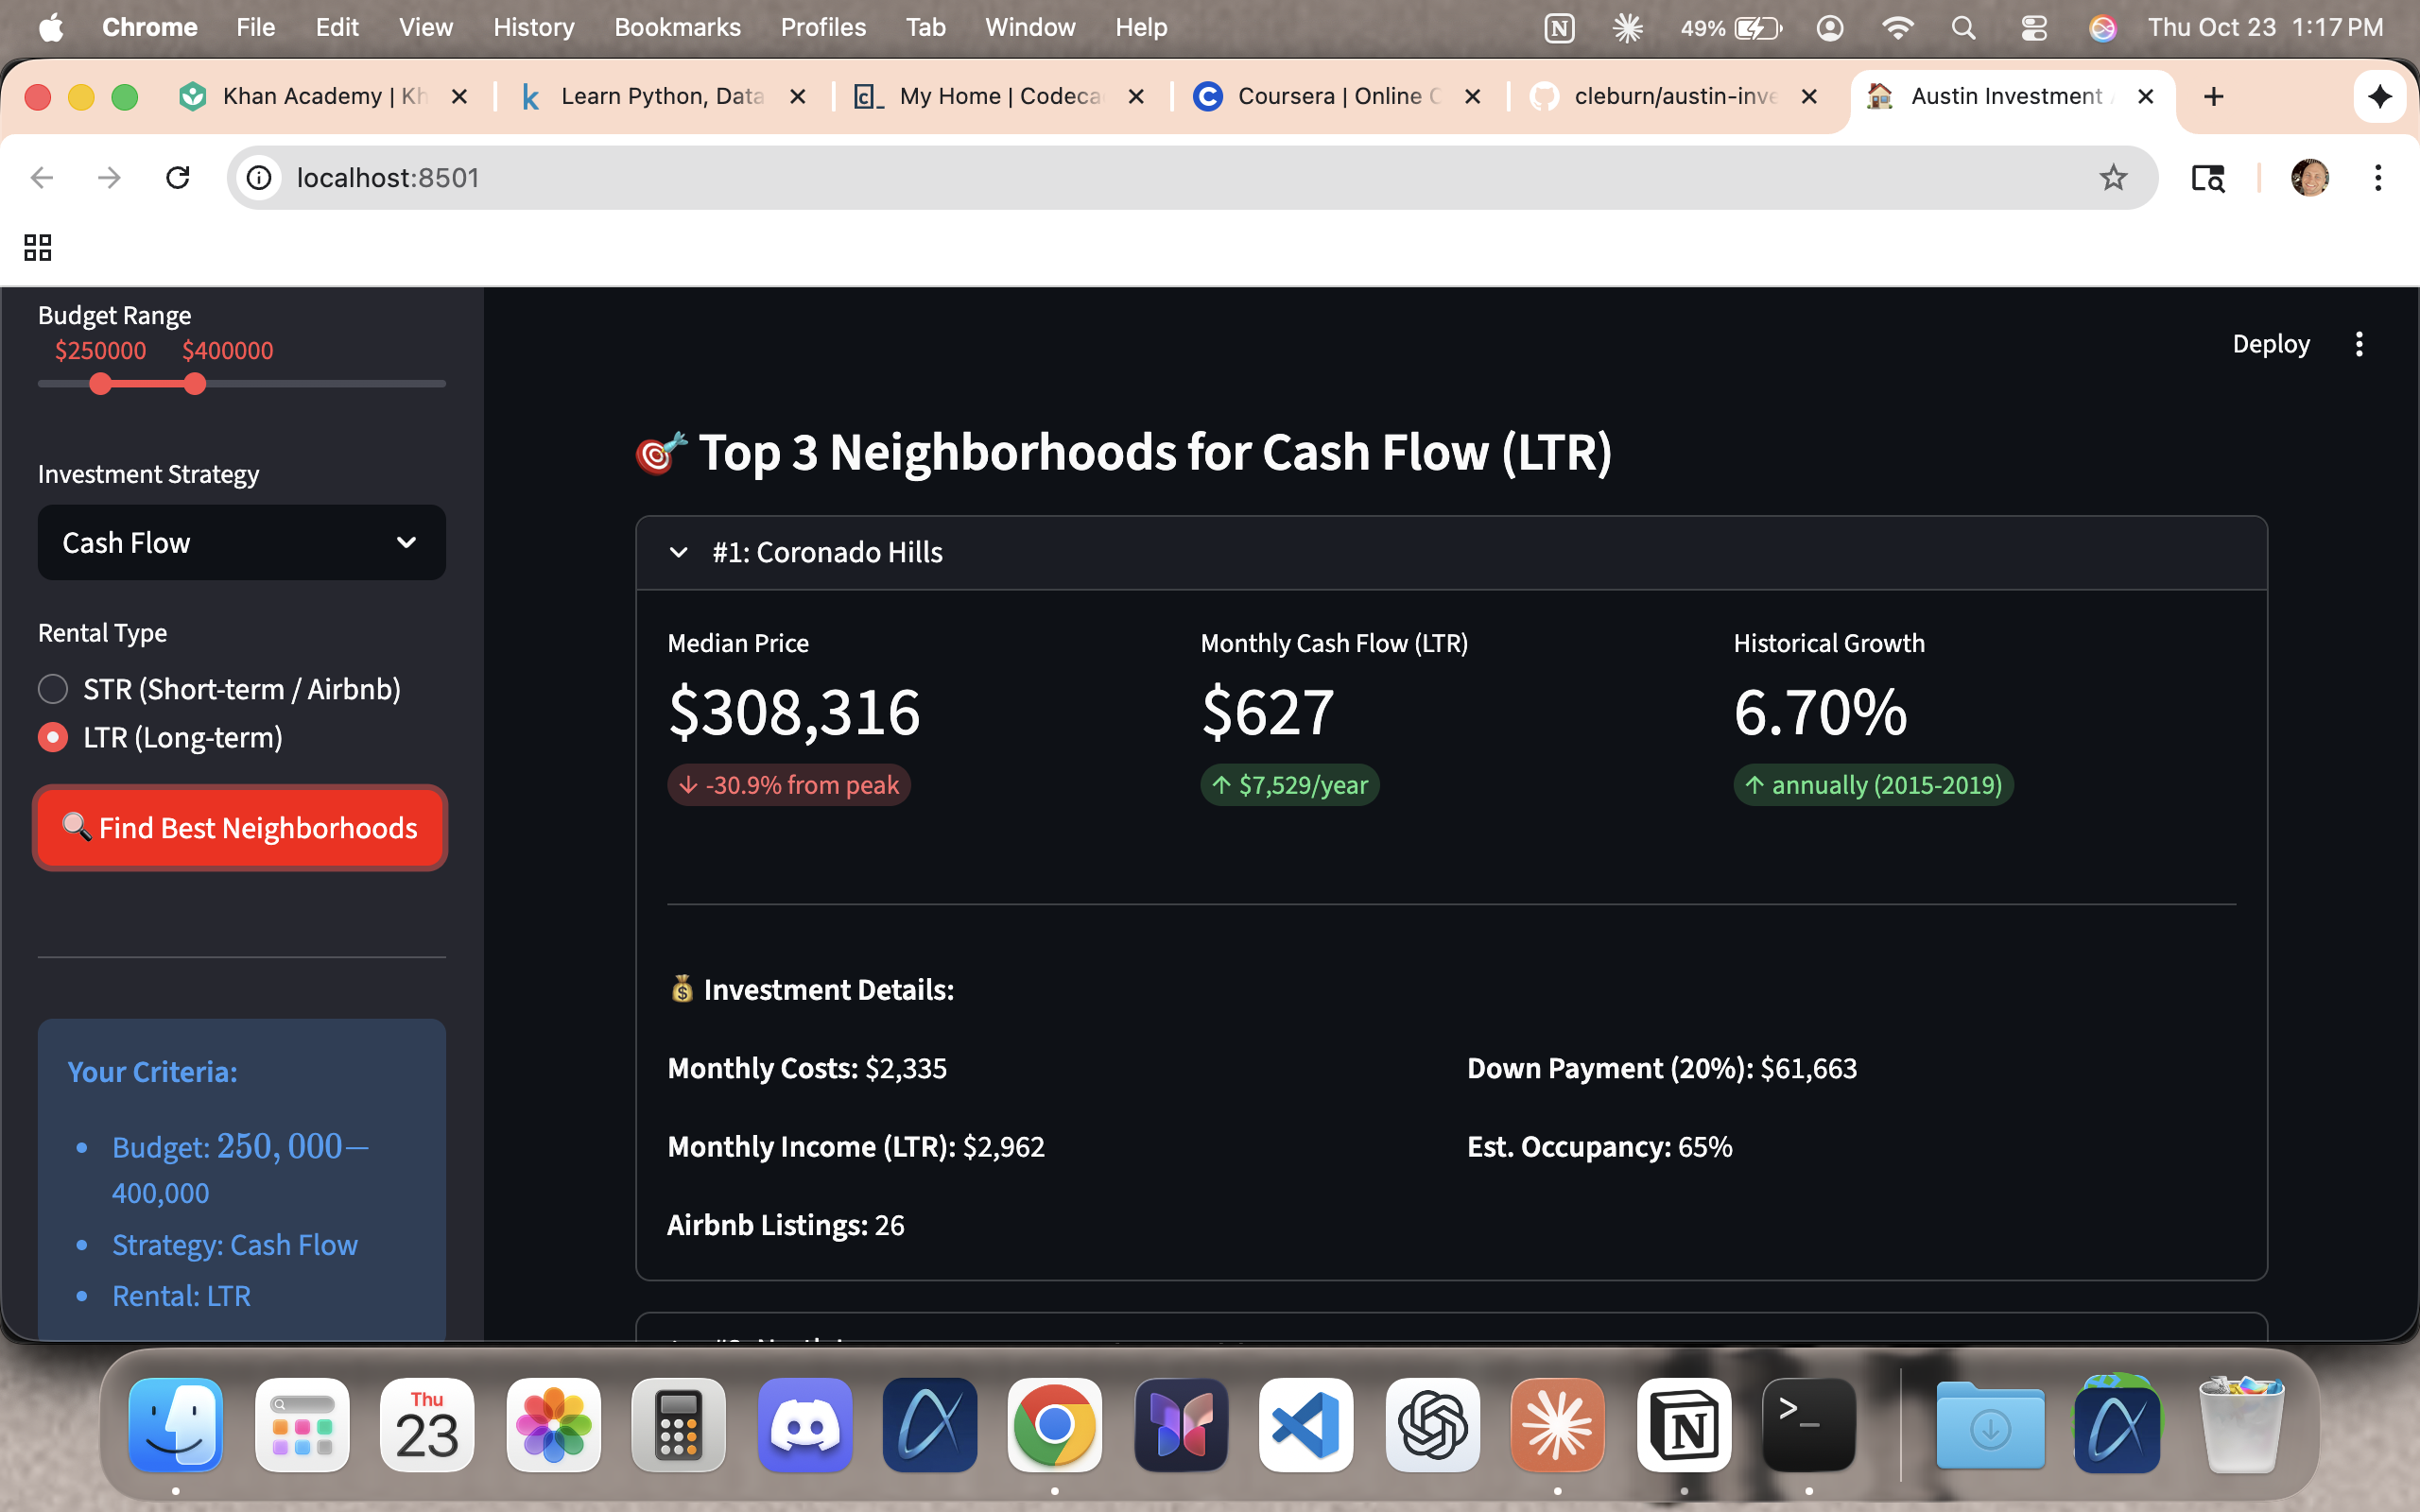 Chrome File Edit View History Bookmarks Profiles Tab Window Help 49% Thu Oct 23 1:17 PM
Khan Academy | Kh Learn Python, Data My Home | Codeca Coursera | Online C cleburn/austin-inve Austin Investment
localhost:8501
Budget Range
$250000 $400000
Investment Strategy
Cash Flow
Rental Type
STR (Short-term / Airbnb)
LTR (Long-term)
🔍 Find Best Neighborhoods
Your Criteria:
• Budget: 250,000—
400,000
• Strategy: Cash Flow
• Rental: LTR
Deploy
🎯 Top 3 Neighborhoods for Cash Flow (LTR)
#1: Coronado Hills
Median Price Monthly Cash Flow (LTR) Historical Growth
$308,316 $627 6.70%
↓ -30.9% from peak ↑ $7,529/year ↑ annually (2015-2019)
💰 Investment Details:
Monthly Costs: $2,335 Down Payment (20%): $61,663
Monthly Income (LTR): $2,962 Est. Occupancy: 65%
Airbnb Listings: 26
Thu
23